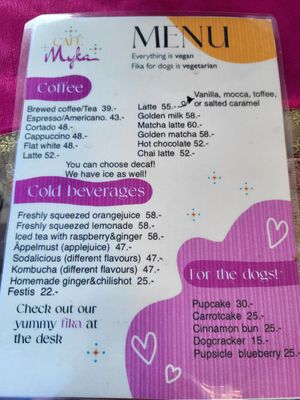 CAFÉ
Myka
MENU
Everything is vegan
Fika for dogs is vegetarian
Coffee
Brewed coffee/Tea 39.-
Espresso/Americano. 43.-
Cortado 48.-
Cappuccino 48.-
Flat white 48.-
Latte 52.-
Vanilla, mocca, toffee,
or salted caramel
Latte 55.-
Golden milk 58.-
Matcha latte 60.-
Golden matcha 58.-
Hot chocolate 52.-
Chai latte 52.-
You can choose decaf!
We have ice as well!
Cold beverages
Freshly squeezed orangejuice 58.-
Freshly squeezed lemonade 58.-
Iced tea with raspberry&ginger 58.-
Äppelmust (applejuice) 47.-
Sodalicious (different flavours) 47.-
Kombucha (different flavours) 47.-
Homemade ginger&chilishot 25.-
Festis 22.-
Check out our
yummy fika at
the desk
For the dogs!
Pupcake 30.-
Carrotcake 25.-
Cinnamon bun 25.-
Dogcracker 15.-
Pupsicle blueberry 25.-